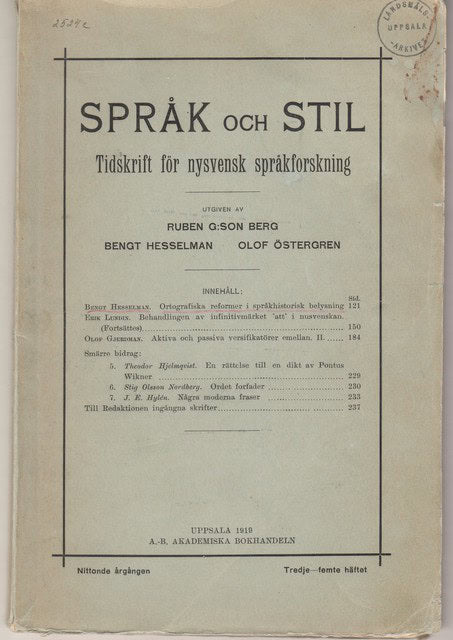 2524 c
LANDSMÅLS-
UPPSALA
ARKIVET
SPRÅK OCH STIL
Tidskrift för nysvensk språkforskning
UTGIVEN AV
RUBEN G:SON BERG
BENGT HESSELMAN OLOF ÖSTERGREN
INNEHÅLL:
Sid.
BENGT HESSELMAN. Ortografiska reformer i språkhistorisk belysning 121
ERIK LUNDIN. Behandlingen av infinitivmärket 'att' i nusvenskan.
(Fortsättes) 150
OLOF GJERDMAN. Aktiva och passiva versifikatörer emellan. II. 184
Smärre bidrag:
5. Theodor Hjelmqvist. En rättelse till en dikt av Pontus
Wikner 229
6. Stig Olsson Nordberg. Ordet forfader 230
7. J. E. Hylén. Några moderna fraser 233
Till Redaktionen ingångna skrifter 237
UPPSALA 1919
A.-B. AKADEMISKA BOKHANDELN
Nittonde årgången Tredje—femte häftet